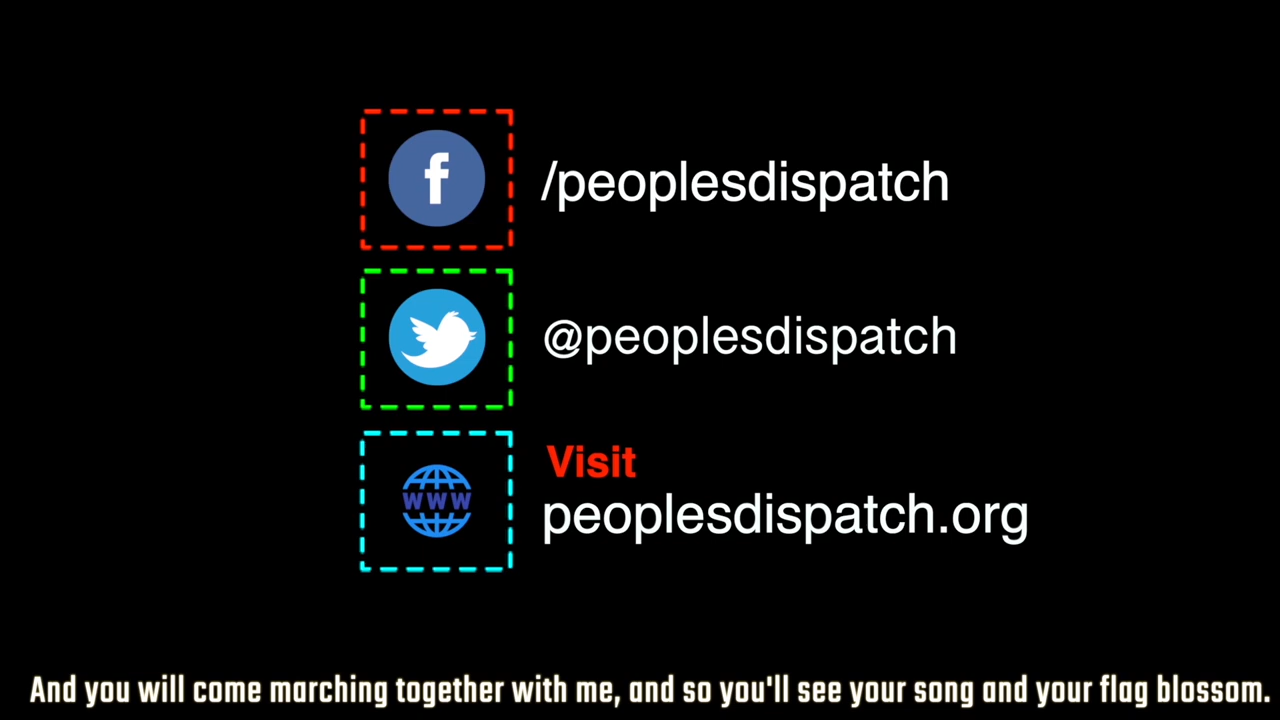 f
/peoplesdispatch
@peoplesdispatch
Visit
www
peoplesdispatch.org
And you will come marching together with me, and so you'll see your song and your flag blossom.